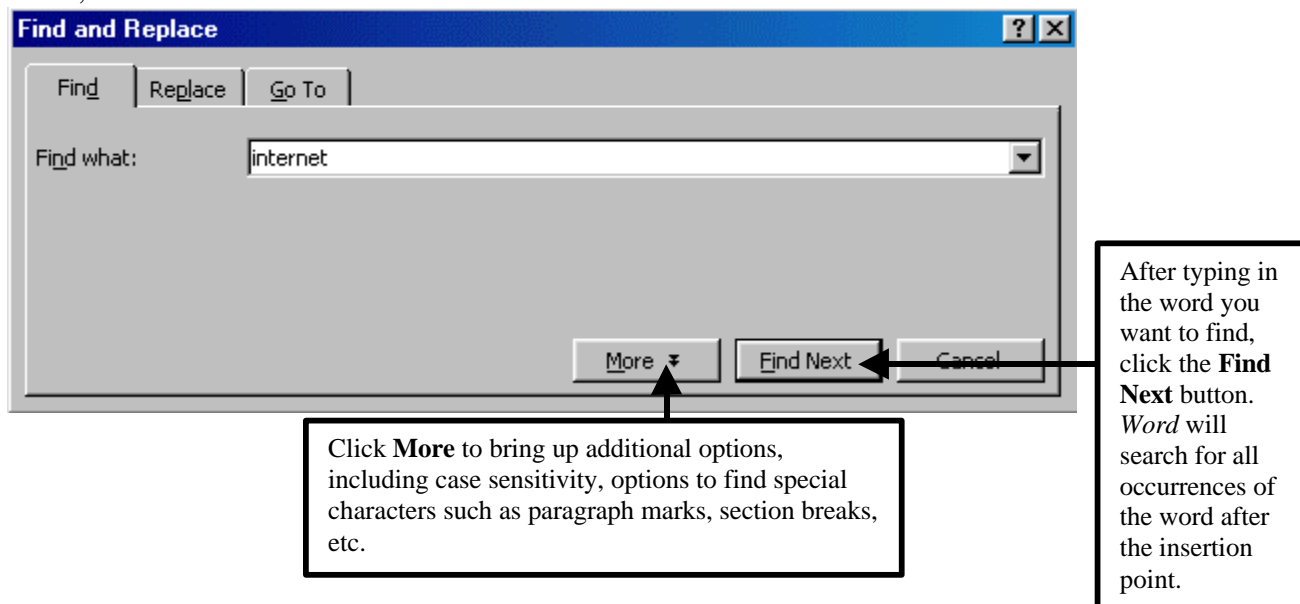 Find and Replace
Find Replace Go To
Find what: internet
More Find Next Cancel
Click More to bring up additional options,
including case sensitivity, options to find special
characters such as paragraph marks, section breaks,
etc.
After typing in
the word you
want to find,
click the Find
Next button.
Word will
search for all
occurrences of
the word after
the insertion
point.